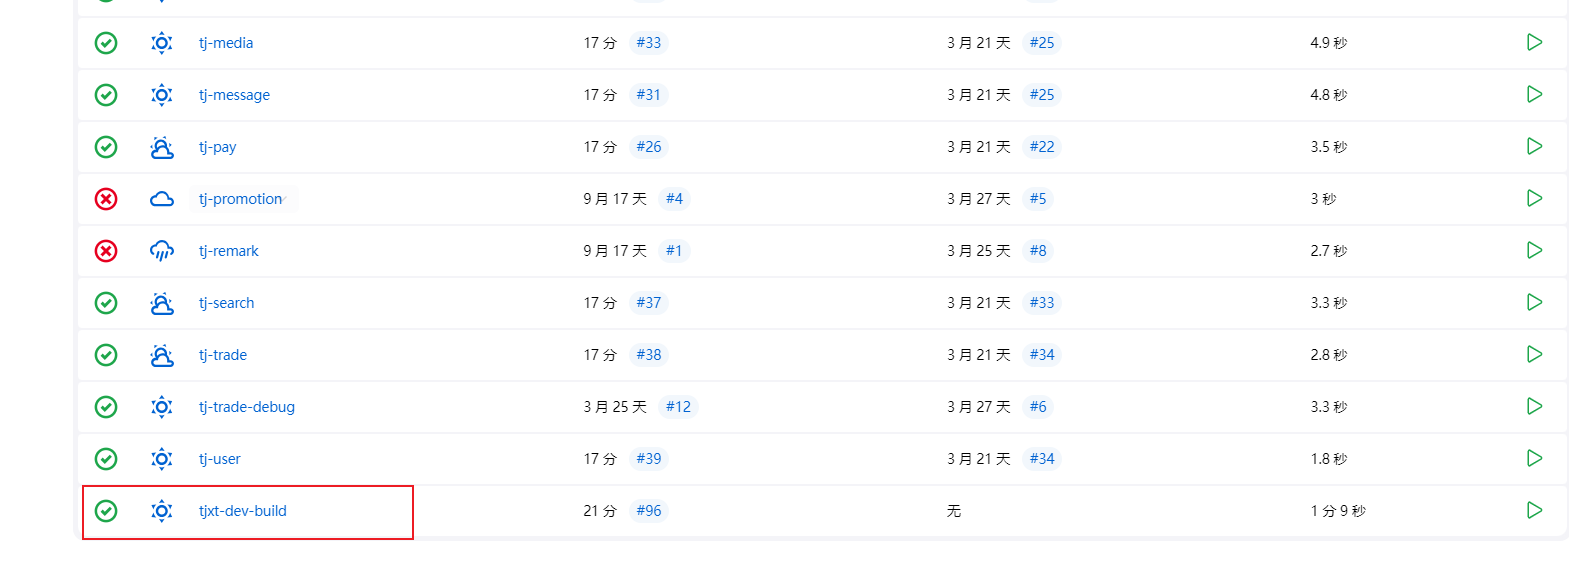 tj-media 17 分 #33 3 月 21 天 #25 4.9 秒
tj-message 17 分 #31 3 月 21 天 #25 4.8 秒
tj-pay 17 分 #26 3 月 21 天 #22 3.5 秒
tj-promotion 9 月 17 天 #4 3 月 27 天 #5 3 秒
tj-remark 9 月 17 天 #1 3 月 25 天 #8 2.7 秒
tj-search 17 分 #37 3 月 21 天 #33 3.3 秒
tj-trade 17 分 #38 3 月 21 天 #34 2.8 秒
tj-trade-debug 3 月 25 天 #12 3 月 27 天 #6 3.3 秒
tj-user 17 分 #39 3 月 21 天 #34 1.8 秒
tjxt-dev-build 21 分 #96 无 1 分 9 秒